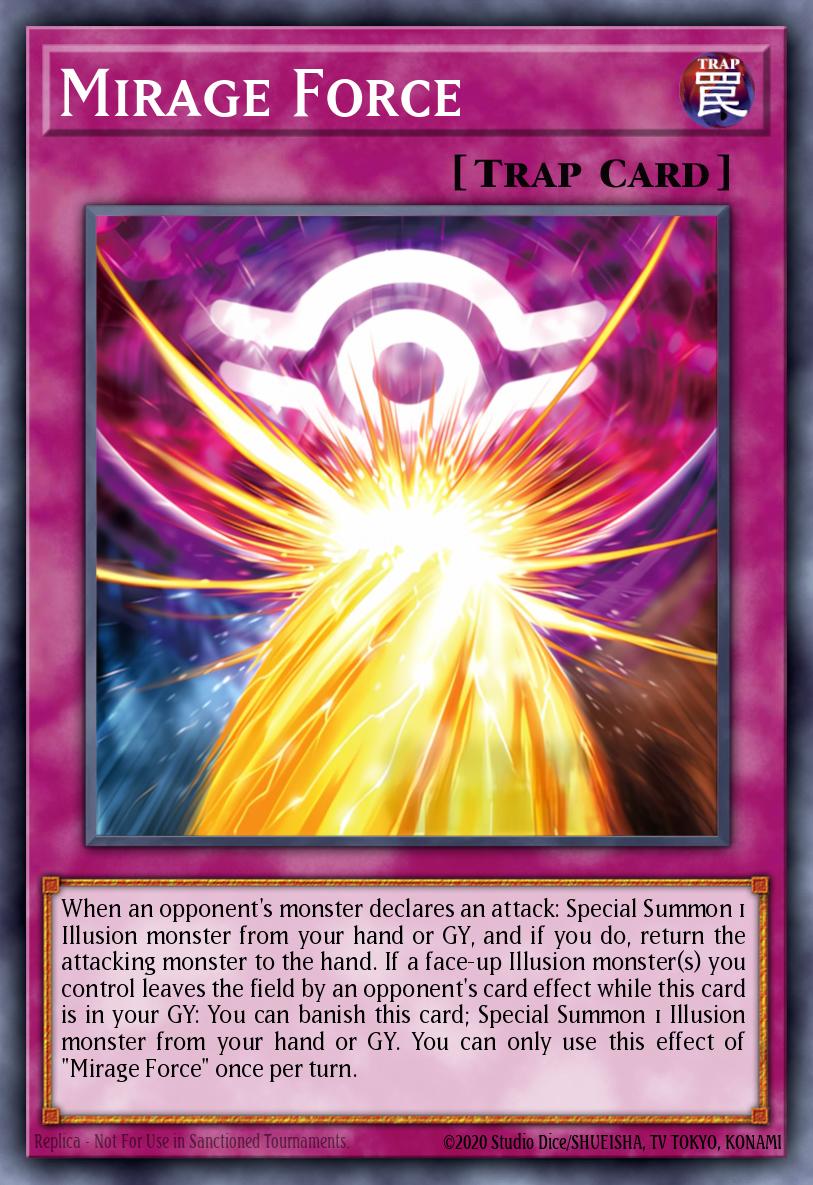 Mirage Force
TRAP
罠
[Trap Card]
When an opponent's monster declares an attack: Special Summon 1
Illusion monster from your hand or GY, and if you do, return the
attacking monster to the hand. If a face-up Illusion monster(s) you
control leaves the field by an opponent's card effect while this card
is in your GY: You can banish this card; Special Summon 1 Illusion
monster from your hand or GY. You can only use this effect of
"Mirage Force" once per turn.
Replica - Not For Use in Sanctioned Tournaments.
©2020 Studio Dice/SHUEISHA, TV TOKYO, KONAMI